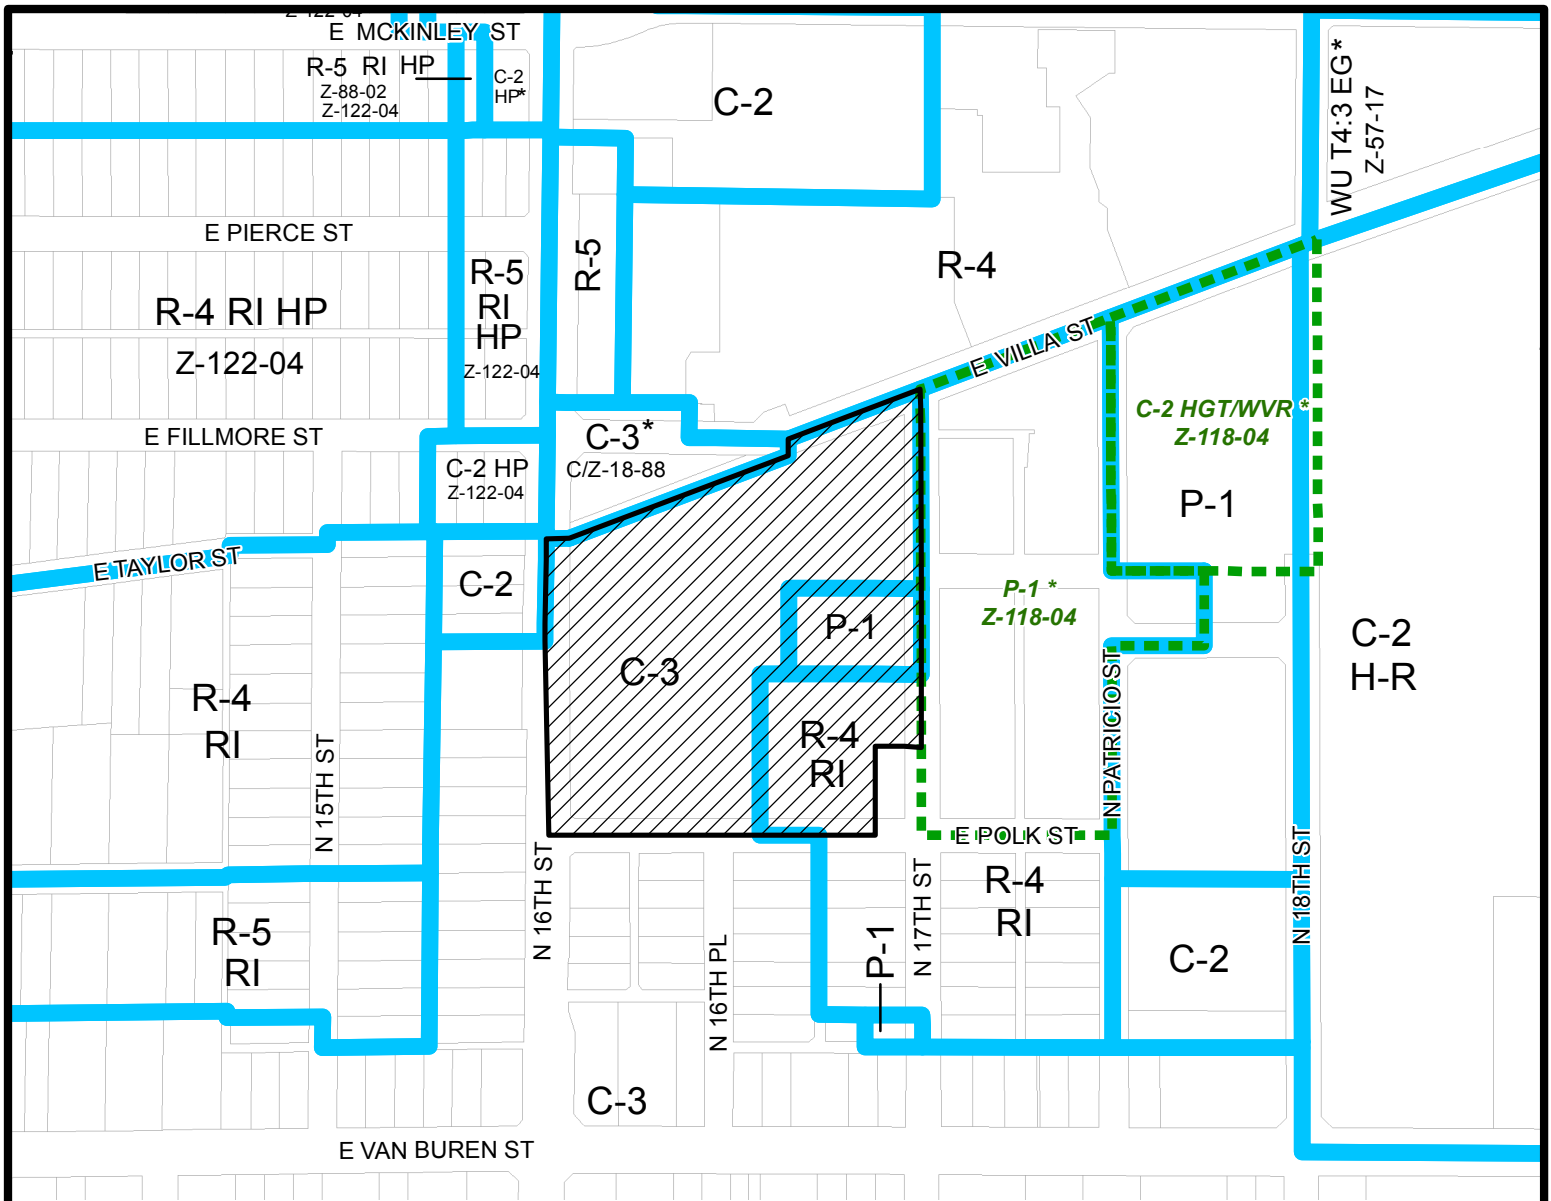 Z-122-04
E MCKINLEY ST
R-5 RI HP
Z-88-02
Z-122-04
C-2
HP*
C-2
WU T4:3 EG*
Z-57-17
E PIERCE ST
R-5
RI
HP
Z-122-04
R-5
R-4
R-4 RI HP
Z-122-04
E VILLA ST
E FILLMORE ST
C-3*
C/Z-18-88
C-2 HGT/WVR *
Z-118-04
P-1
C-2 HP
Z-122-04
E TAYLOR ST
C-2
P-1 *
Z-118-04
P-1
C-3
C-2
H-R
R-4
RI
N 15TH ST
R-4
RI
N PATRICIO ST
E POLK ST
N 16TH ST
N 16TH PL
P-1
N 17TH ST
R-4
RI
N 18TH ST
C-2
R-5
RI
C-3
E VAN BUREN ST